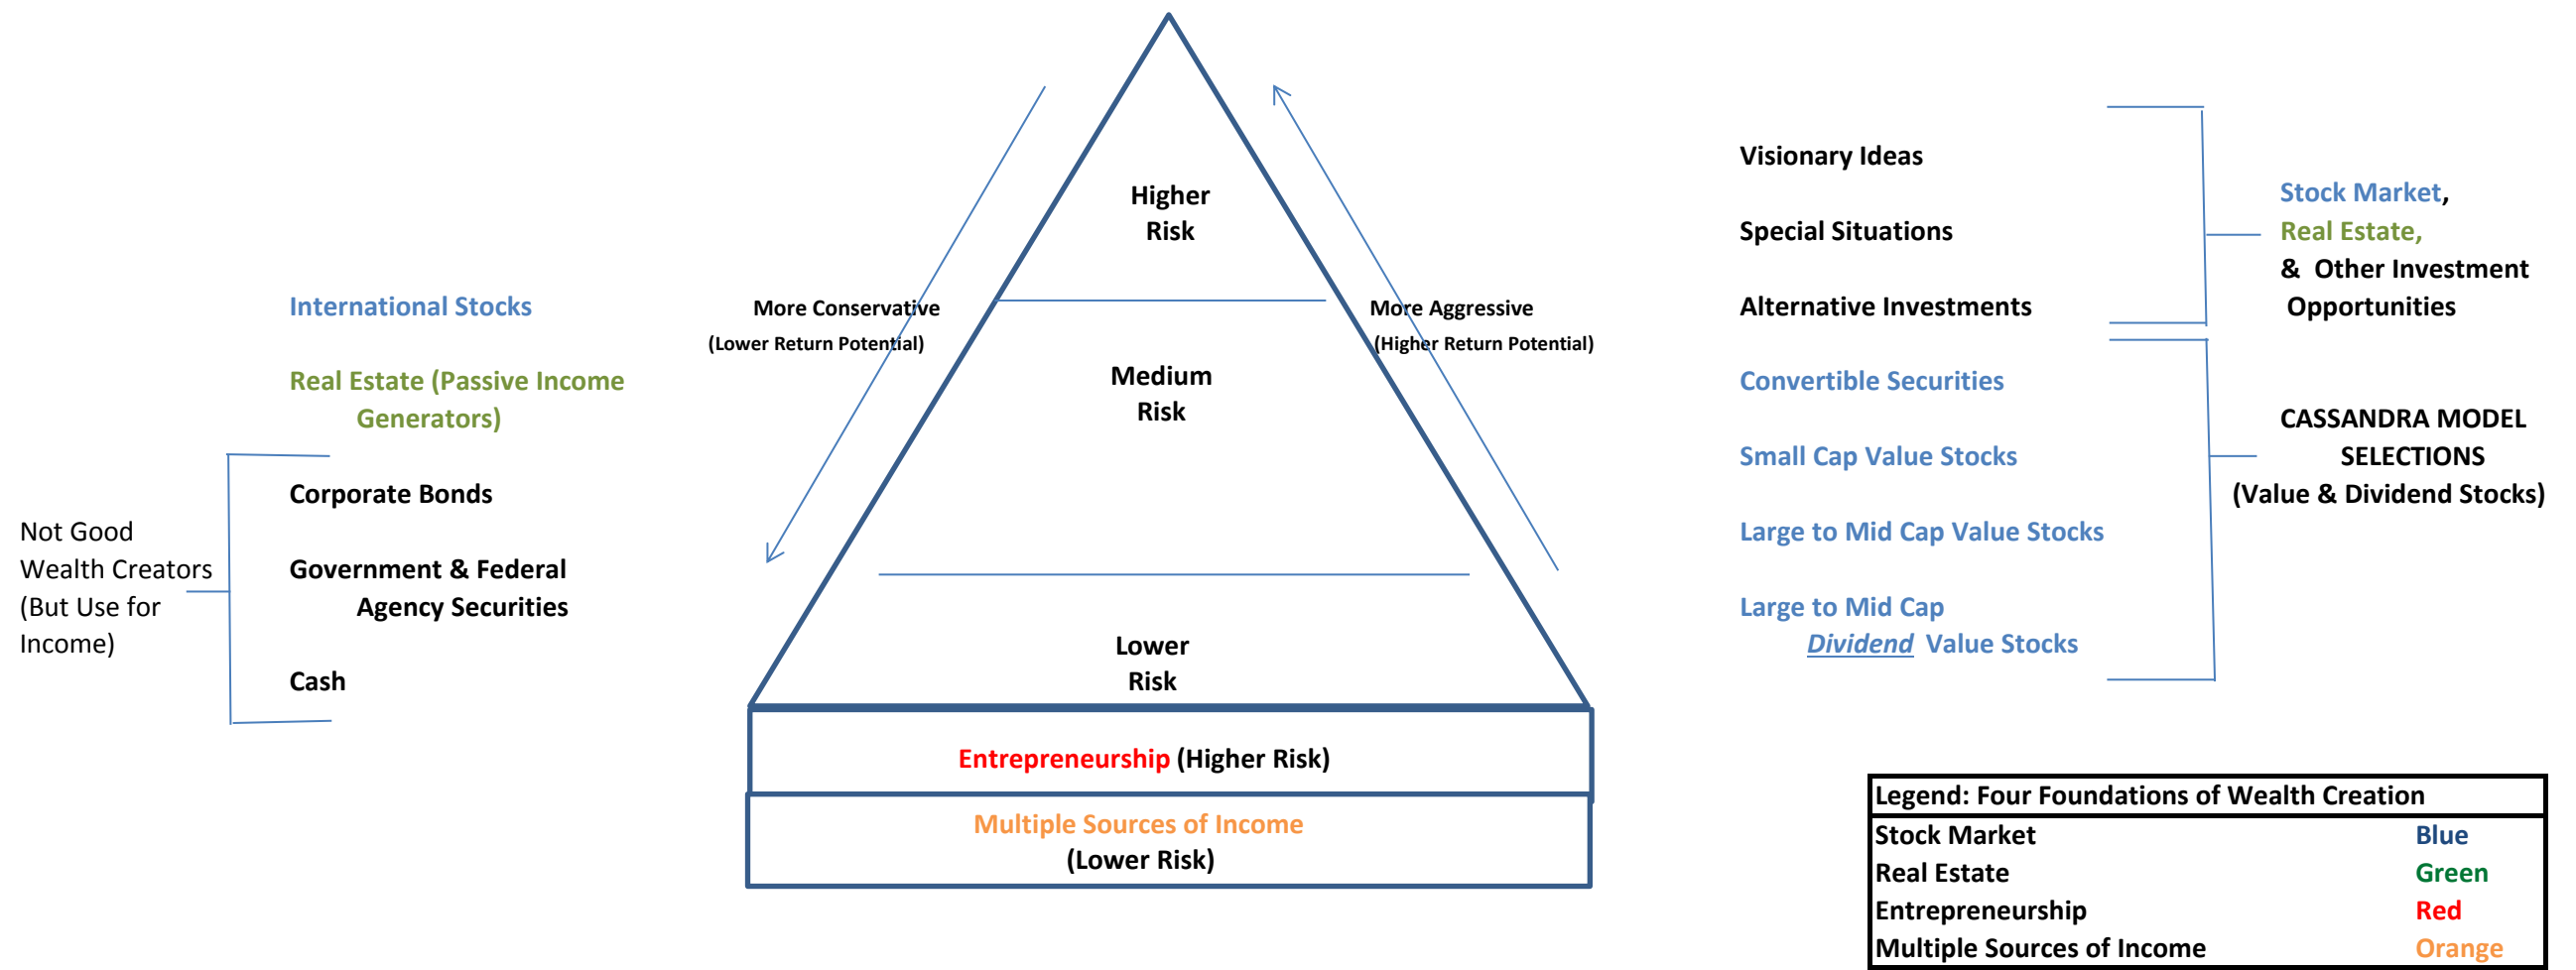 Higher
Risk
More Conservative
(Lower Return Potential)
More Aggressive
(Higher Return Potential)
Medium
Risk
Lower
Risk
Entrepreneurship (Higher Risk)
Multiple Sources of Income
(Lower Risk)
International Stocks
Real Estate (Passive Income
Generators)
Corporate Bonds
Government & Federal
Agency Securities
Cash
Not Good
Wealth Creators
(But Use for
Income)
Visionary Ideas
Special Situations
Alternative Investments
Convertible Securities
Small Cap Value Stocks
Large to Mid Cap Value Stocks
Large to Mid Cap
Dividend Value Stocks
Stock Market,
Real Estate,
& Other Investment
Opportunities
CASSANDRA MODEL
SELECTIONS
(Value & Dividend Stocks)
Legend: Four Foundations of Wealth Creation
Stock Market Blue
Real Estate Green
Entrepreneurship Red
Multiple Sources of Income Orange